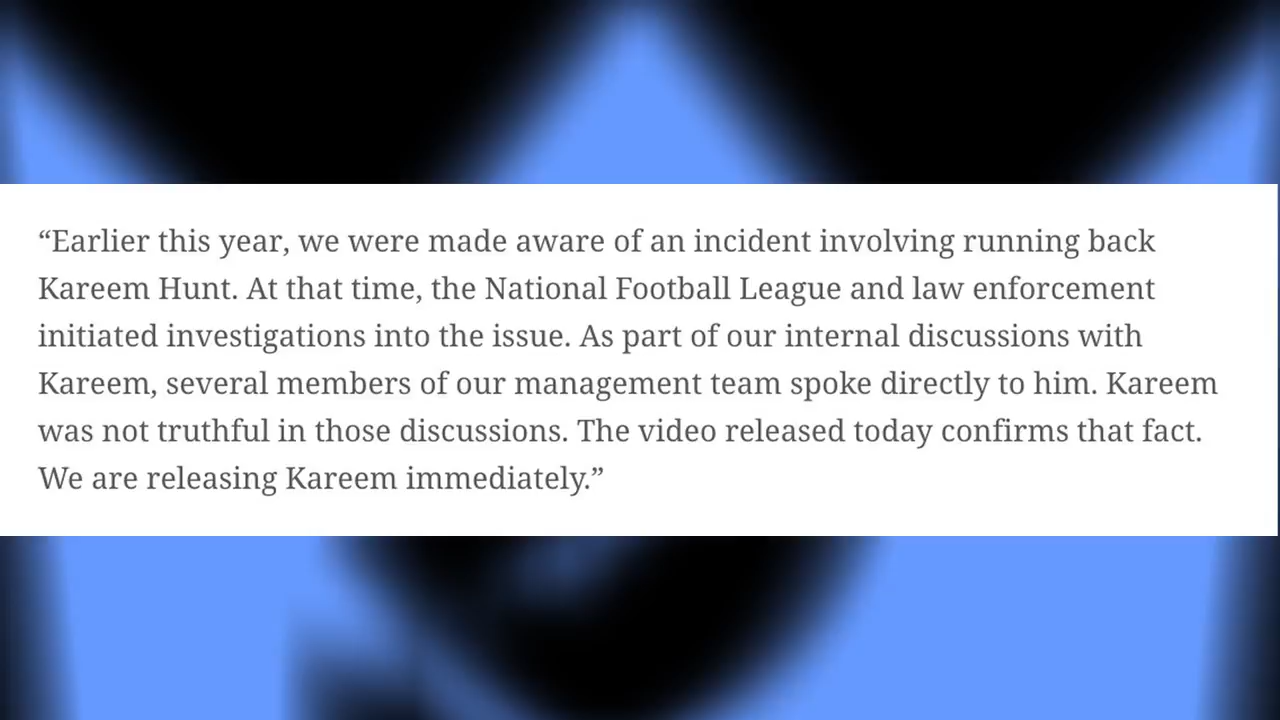 “Earlier this year, we were made aware of an incident involving running back
Kareem Hunt. At that time, the National Football League and law enforcement
initiated investigations into the issue. As part of our internal discussions with
Kareem, several members of our management team spoke directly to him. Kareem
was not truthful in those discussions. The video released today confirms that fact.
We are releasing Kareem immediately.”